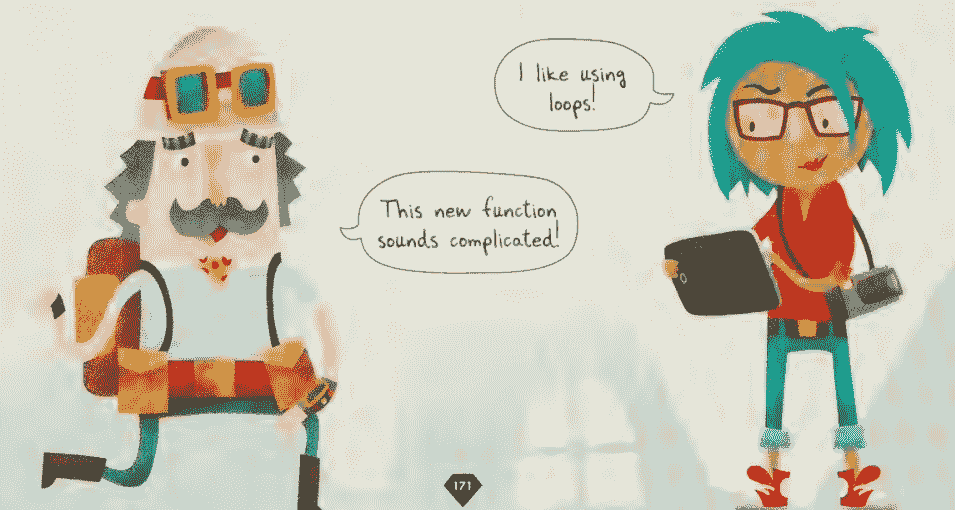 I like using
loops!
This new function
sounds complicated!
171